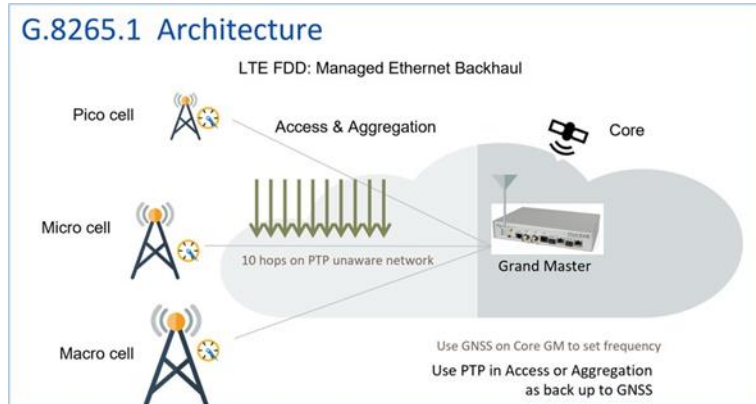 G.8265.1 Architecture
LTE FDD: Managed Ethernet Backhaul
Pico cell
Access & Aggregation
Core
Micro cell
10 hops on PTP unaware network
Grand Master
Macro cell
Use GNSS on Core GM to set frequency
Use PTP in Access or Aggregation
as back up to GNSS